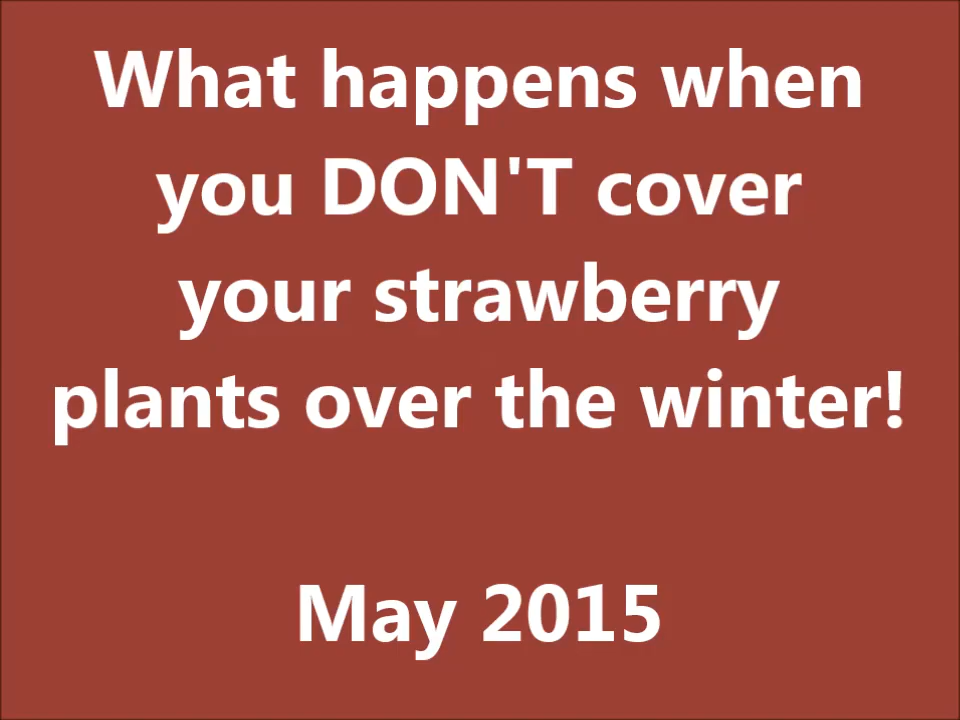 What happens when
you DON'T cover
your strawberry
plants over the winter!
May 2015